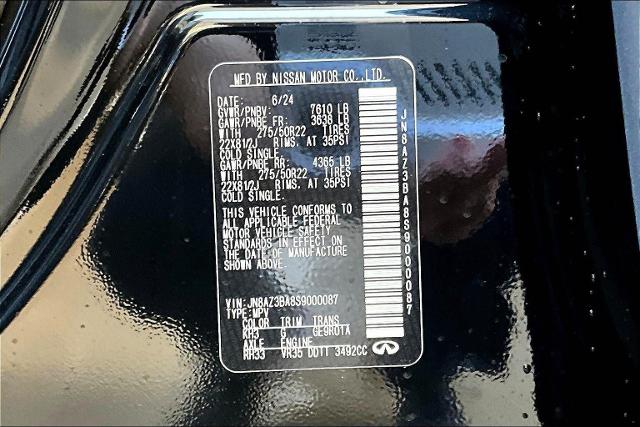 MFD BY NISSAN MOTOR CO.,LTD.
DATE: 6/24
GVWR/PNBV: 7610 LB
GAWR/PNBE FR: 3638 LB
WITH 275/50R22 TIRES
22X81/2J RIMS. AT 35PSI
COLD SINGLE.
GAWR/PNBE RR: 4365 LB
WITH 275/50R22 TIRES
22X81/2J RIMS. AT 35PSI
COLD SINGLE.
THIS VEHICLE CONFORMS TO
ALL APPLICABLE FEDERAL
MOTOR VEHICLE SAFETY
STANDARDS IN EFFECT ON
THE DATE OF MANUFACTURE
SHOWN ABOVE.
VIN: JN8AZ3BA8S9000087
TYPE: MPV
COLOR TRIM TRANS
KH3 G GE9R01A
AXLE ENGINE
RR33 VR35 DDTT 3492CC
JN8AZ3BA8S9000087